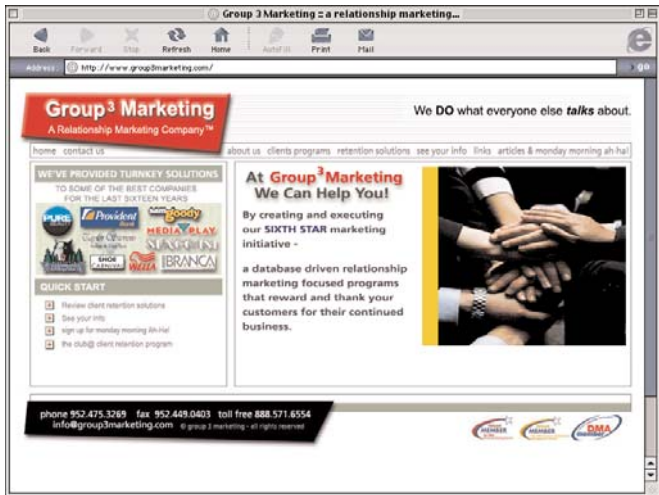 Group 3 Marketing :: a relationship marketing...
Back Forward Stop Refresh Home AutoFill Print Mail
Address: http://www.group3marketing.com/ go
Group3 Marketing
A Relationship Marketing Company™
We DO what everyone else talks about.
home contact us about us clients programs retention solutions see your info links articles & monday morning ah-ha!
WE'VE PROVIDED TURNKEY SOLUTIONS
TO SOME OF THE BEST COMPANIES
FOR THE LAST SIXTEEN YEARS
PURE
Provident
Bank
sam goody
MEDIA PLAY
SHOE
CARNIVAL
WELLA
IBRANCA
QUICK START
Review client retention solutions
See your info
sign up for monday morning Ah-Ha!
the club@ client retention program
At Group3Marketing
We Can Help You!
By creating and executing
our SIXTH STAR marketing
initiative -
a database driven relationship
marketing focused programs
that reward and thank your
customers for their continued
business.
phone 952.475.3269 fax 952.449.0403 toll free 888.571.6554
info@group3marketing.com © group 3 marketing - all rights reserved
MEMBER
MEMBER
DMA
member